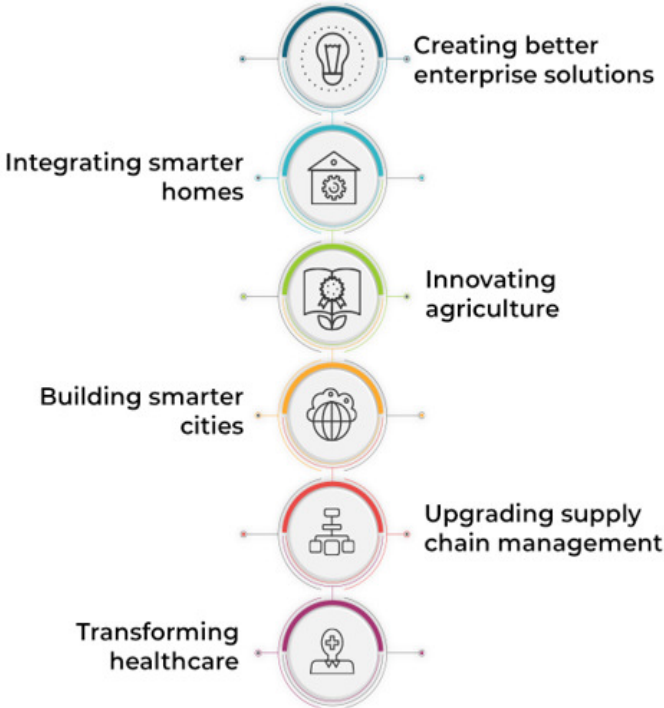 Creating better
enterprise solutions
Integrating smarter
homes
Innovating
agriculture
Building smarter
cities
Upgrading supply
chain management
Transforming
healthcare